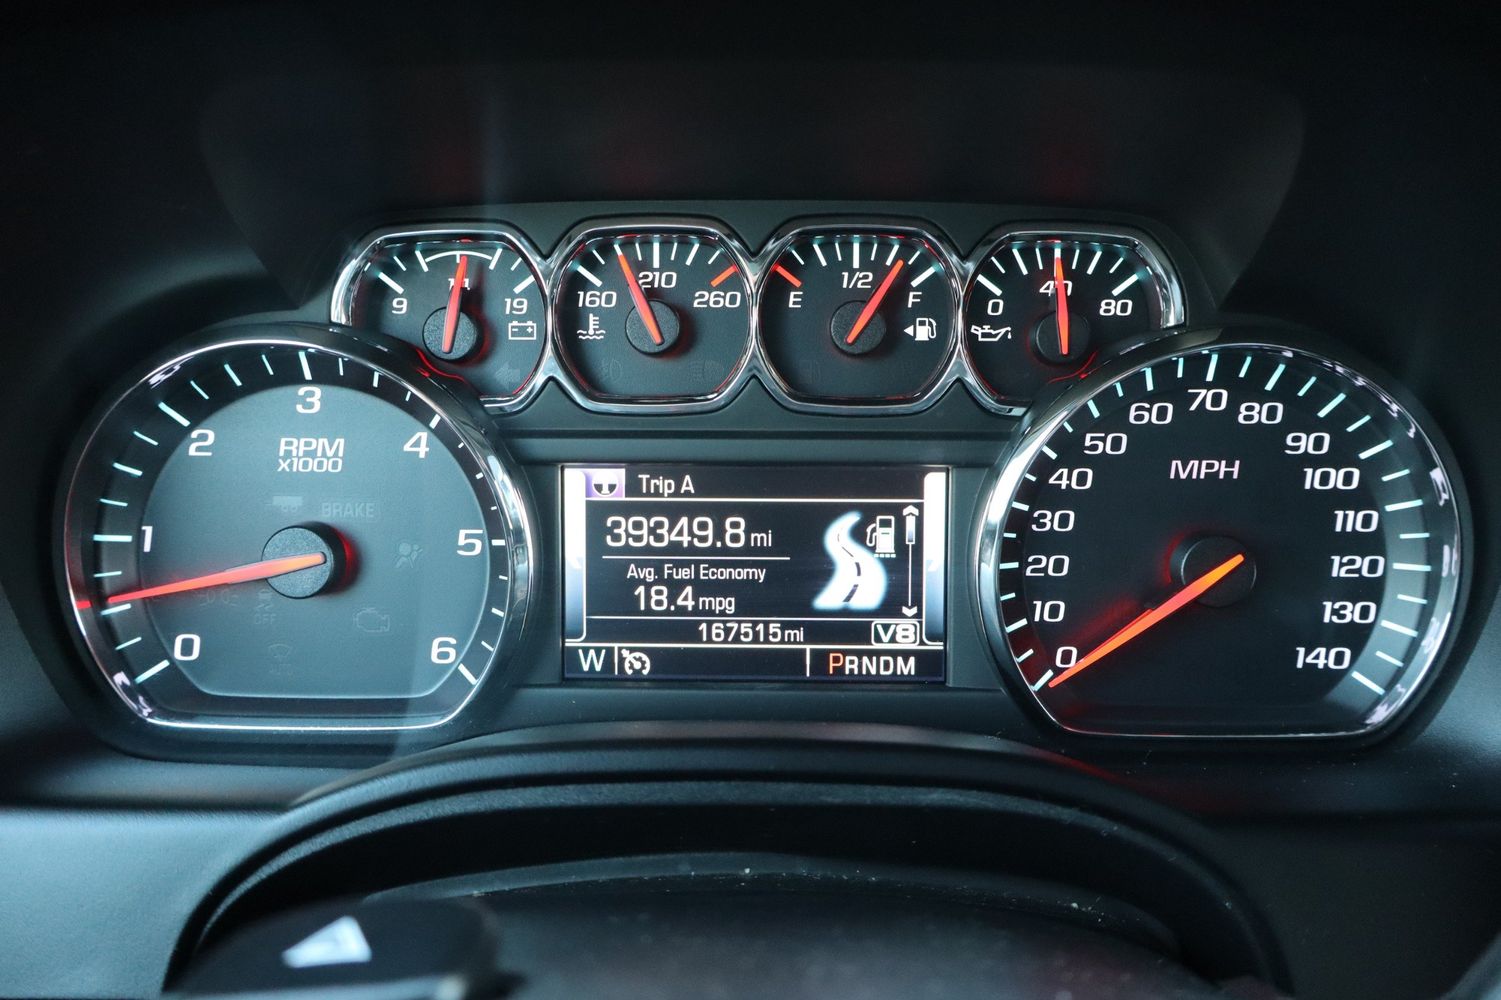 9 14 19
160 210 260
E 1/2 F
0 40 80
0 1 2 3 4 5 6
RPM
x1000
BRAKE
OFF
Trip A
39349.8 mi
Avg. Fuel Economy
18.4 mpg
167515 mi V8
W PRNDM
MPH
0 10 20 30 40 50 60 70 80 90 100 110 120 130 140